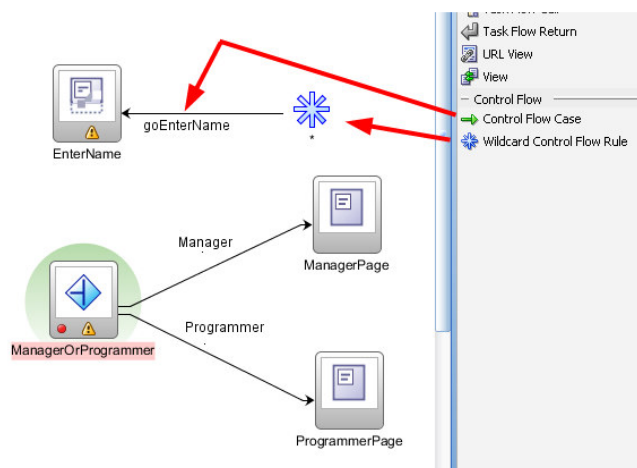 Task Flow Return
URL View
View
Control Flow
Control Flow Case
Wildcard Control Flow Rule
goEnterName
*
EnterName
Manager
ManagerPage
ManagerOrProgrammer
Programmer
ProgrammerPage